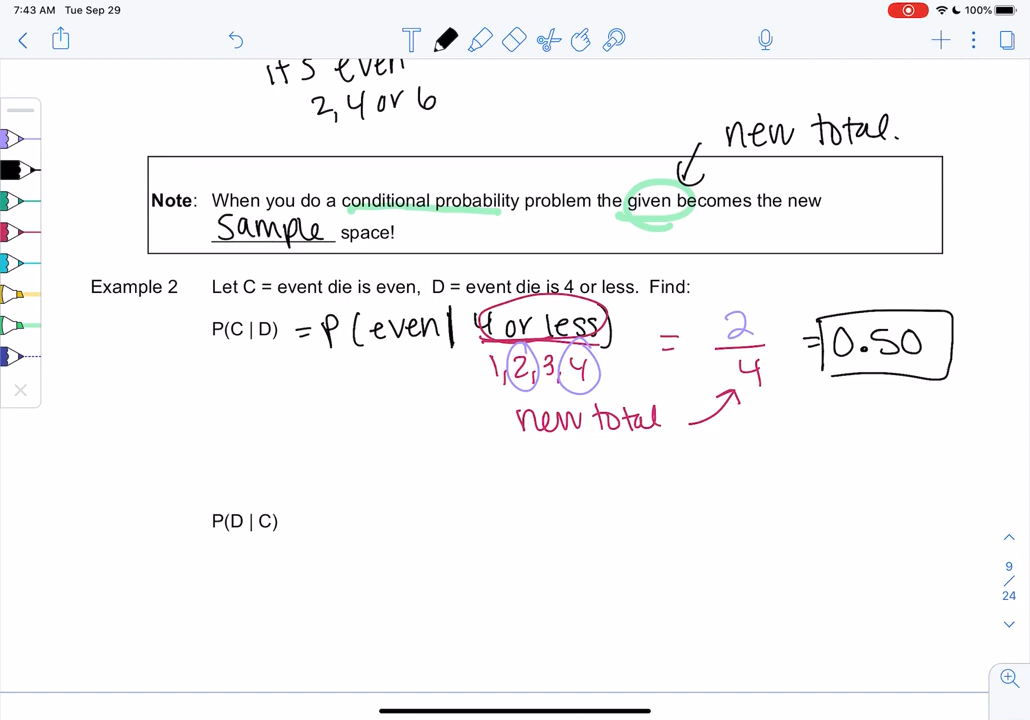 7:43 AM Tue Sep 29
100%
T
it's even
2, 4 or 6
new total.
Note: When you do a conditional probability problem the given becomes the new
Sample space!
Example 2 Let C = event die is even, D = event die is 4 or less. Find:
P(C | D) = P(even | 4 or less) = 2/4 = 0.50
1, 2, 3, 4
new total
P(D | C)
9
/
24